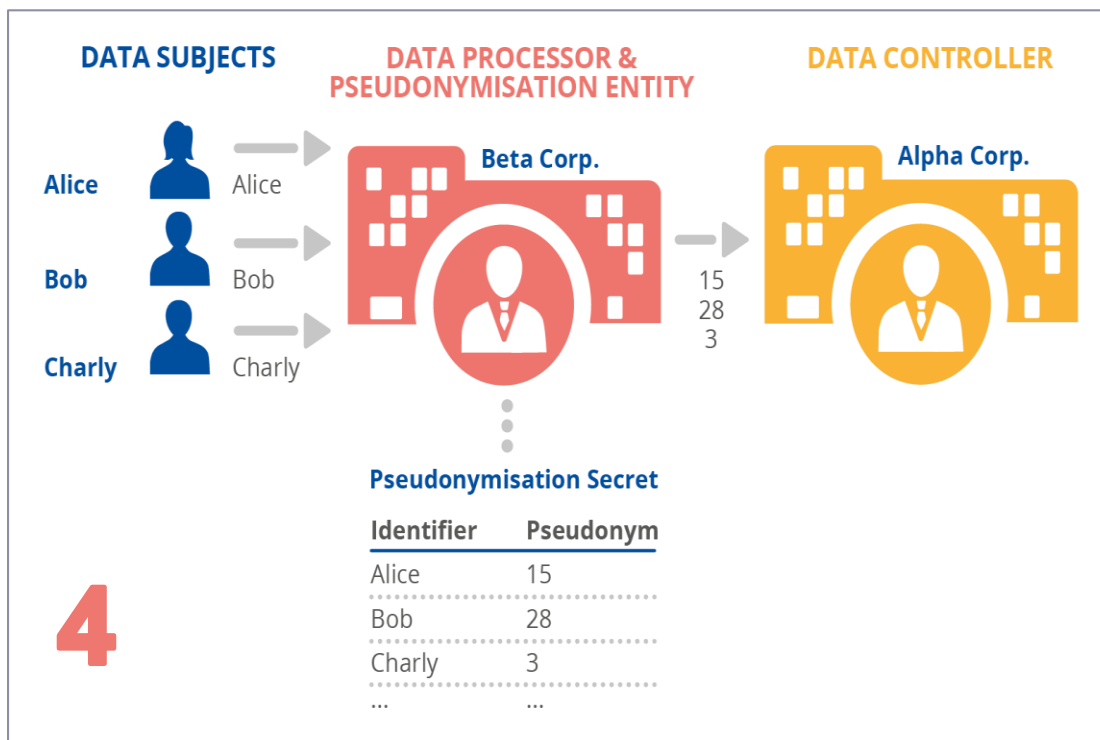 DATA SUBJECTS
DATA PROCESSOR &
PSEUDONYMISATION ENTITY
DATA CONTROLLER
Beta Corp.
Alpha Corp.
Alice
Alice
Bob
Bob
Charly
Charly
15
28
3
Pseudonymisation Secret
Identifier Pseudonym
Alice 15
Bob 28
Charly 3
... ...
4